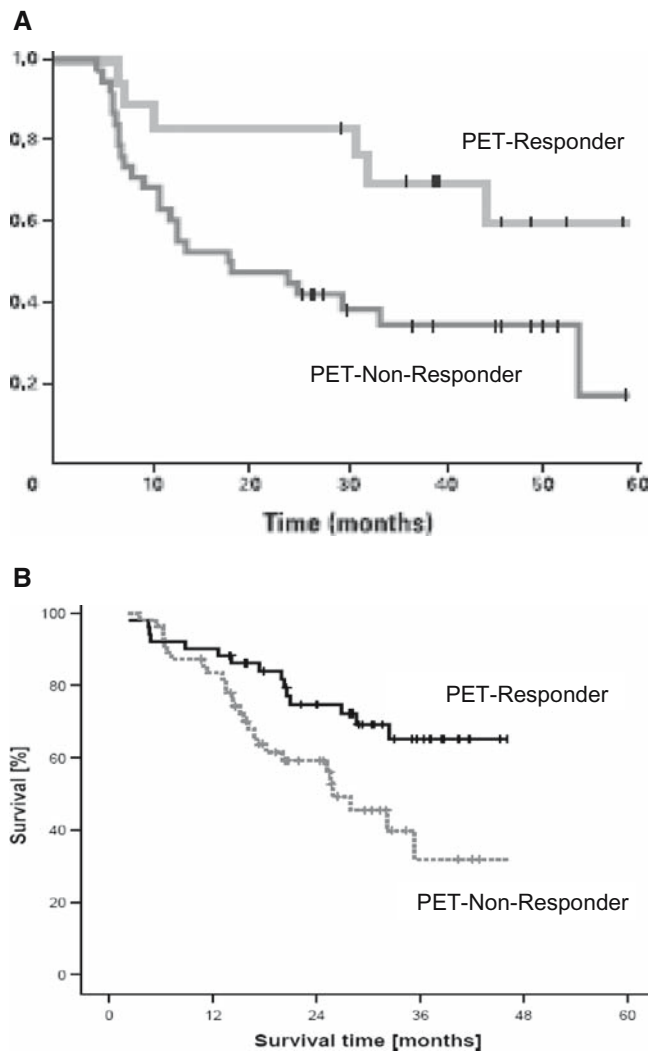 A
1,0
PET-Responder
0,8
0,6
0,4
PET-Non-Responder
0,2
0 10 20 30 40 50 60
Time (months)
B
100
80
PET-Responder
60
Survival [%]
40
20
PET-Non-Responder
0
0 12 24 36 48 60
Survival time [months]